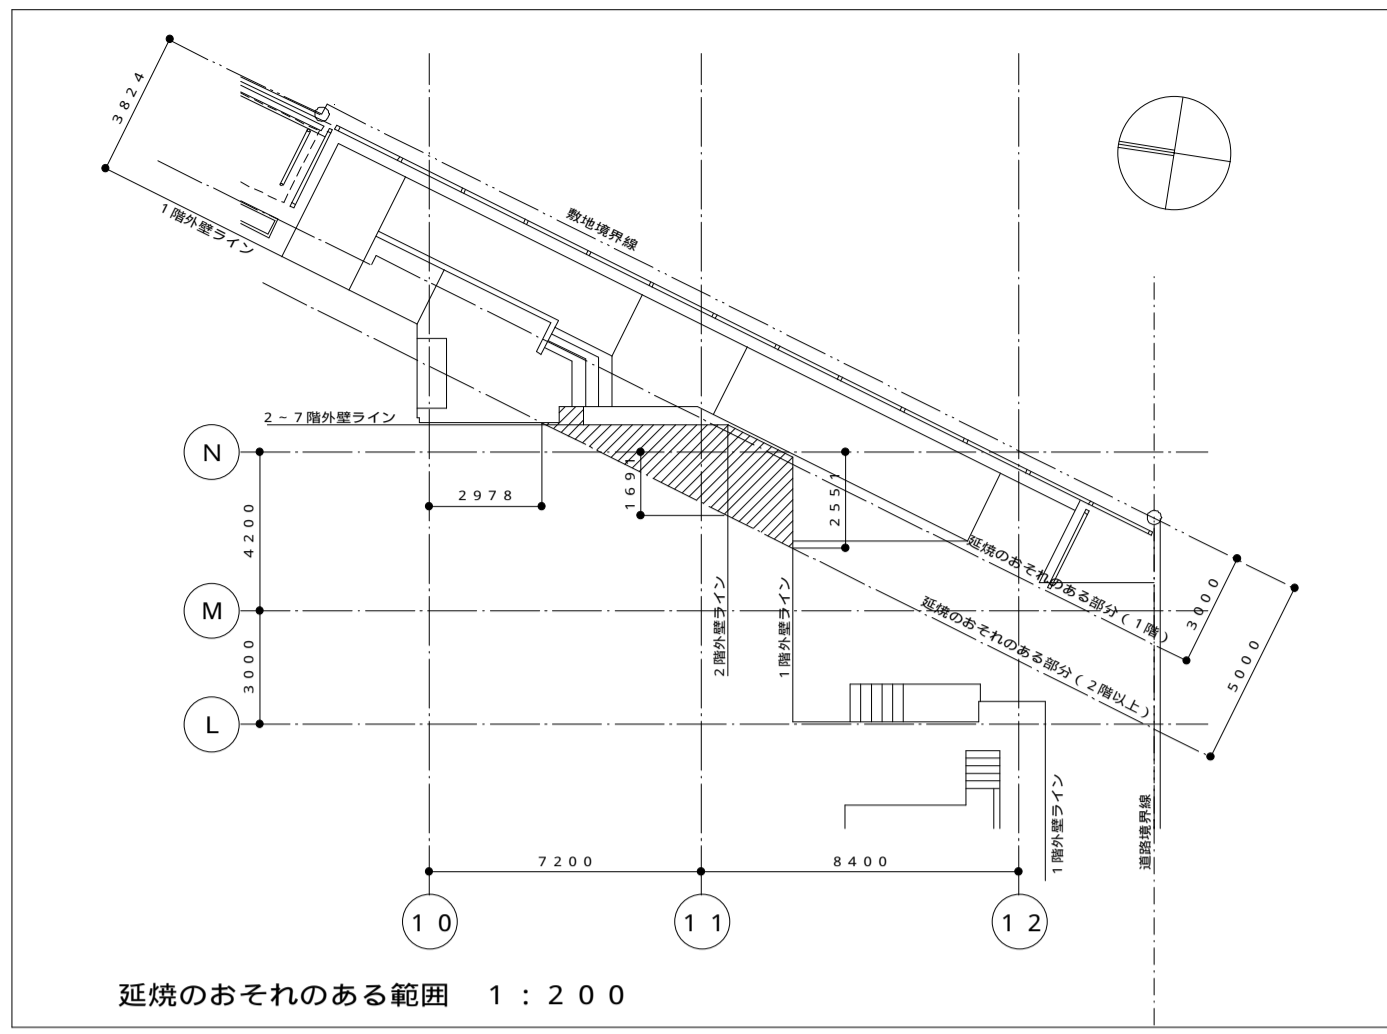 3824
敷地境界線
1階外壁ライン
2~7階外壁ライン
N
2978
1691
2551
4200
延焼のおそれのある部分(1階)
3000
M
2階外壁ライン
1階外壁ライン
延焼のおそれのある部分(2階以上)
5000
3000
L
1階外壁ライン
道路境界線
7200
8400
10
11
12
延焼のおそれのある範囲 1:200